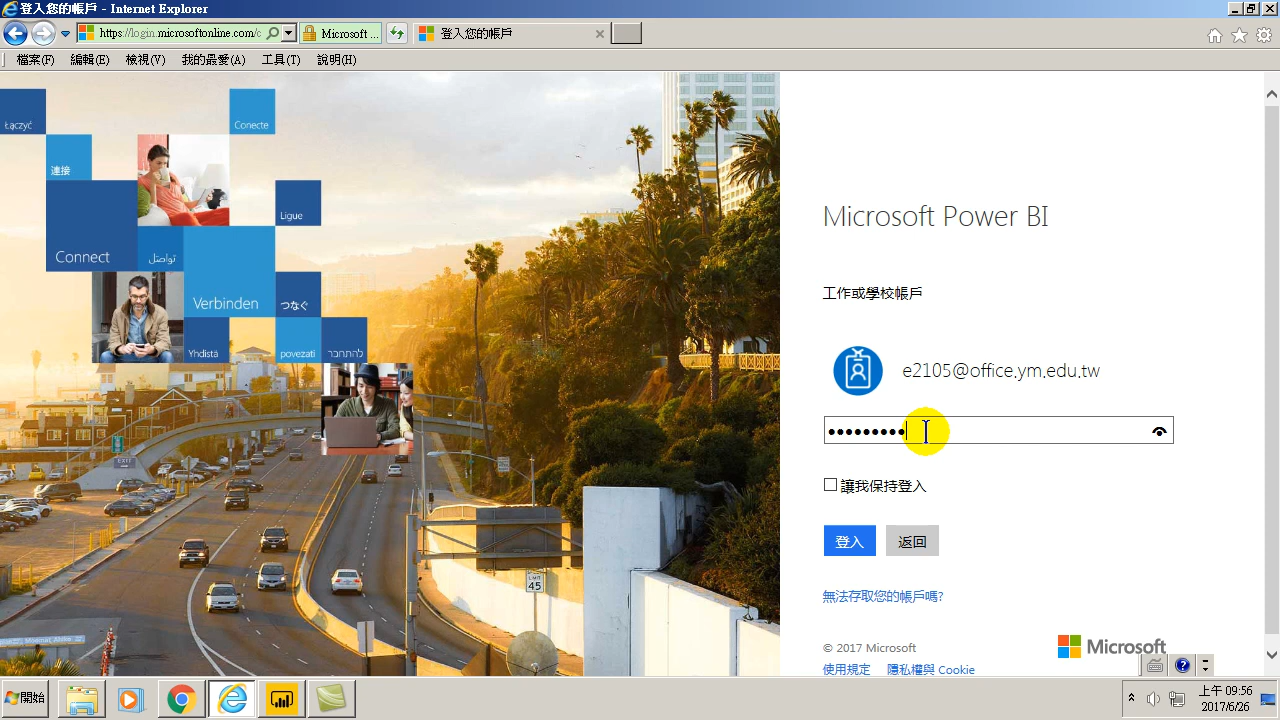 登入您的帳戶 - Internet Explorer
https://login.microsoftonline.com/c
Microsoft ...
登入您的帳戶
檔案(F) 編輯(E) 檢視(V) 我的最愛(A) 工具(T) 說明(H)
Łączyć
Conecte
連接
Ligue
Connect
تواصل
Verbinden
つなぐ
Yhdistä
povezati
להתחבר
EXIT
LIMIT
45
Microsoft Power BI
工作或學校帳戶
e2105@office.ym.edu.tw
•••••••••
讓我保持登入
登入 返回
無法存取您的帳戶嗎?
© 2017 Microsoft
Microsoft
使用規定 隱私權與 Cookie
開始
上午 09:56
2017/6/26